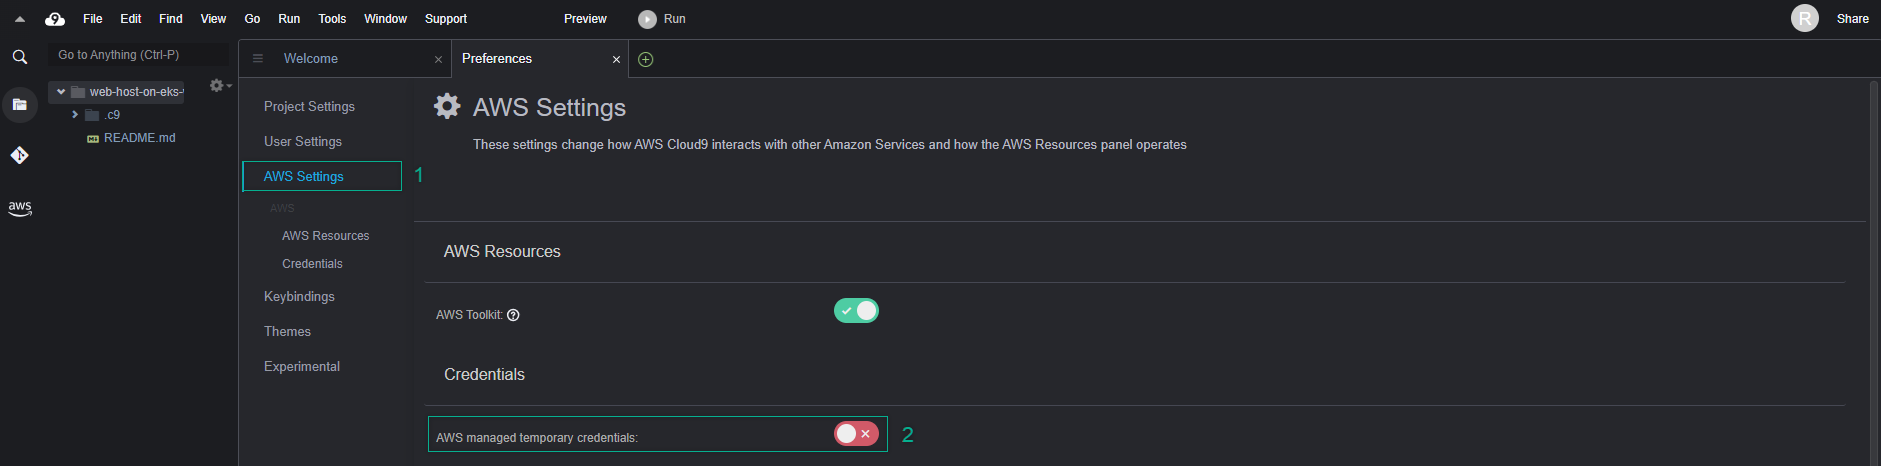 File Edit Find View Go Run Tools Window Support Preview Run R Share
Go to Anything (Ctrl-P)
Welcome
Preferences
web-host-on-eks-
.c9
README.md
aws
Project Settings
User Settings
AWS Settings
1
AWS
AWS Resources
Credentials
Keybindings
Themes
Experimental
AWS Settings
These settings change how AWS Cloud9 interacts with other Amazon Services and how the AWS Resources panel operates
AWS Resources
AWS Toolkit:
Credentials
AWS managed temporary credentials:
2